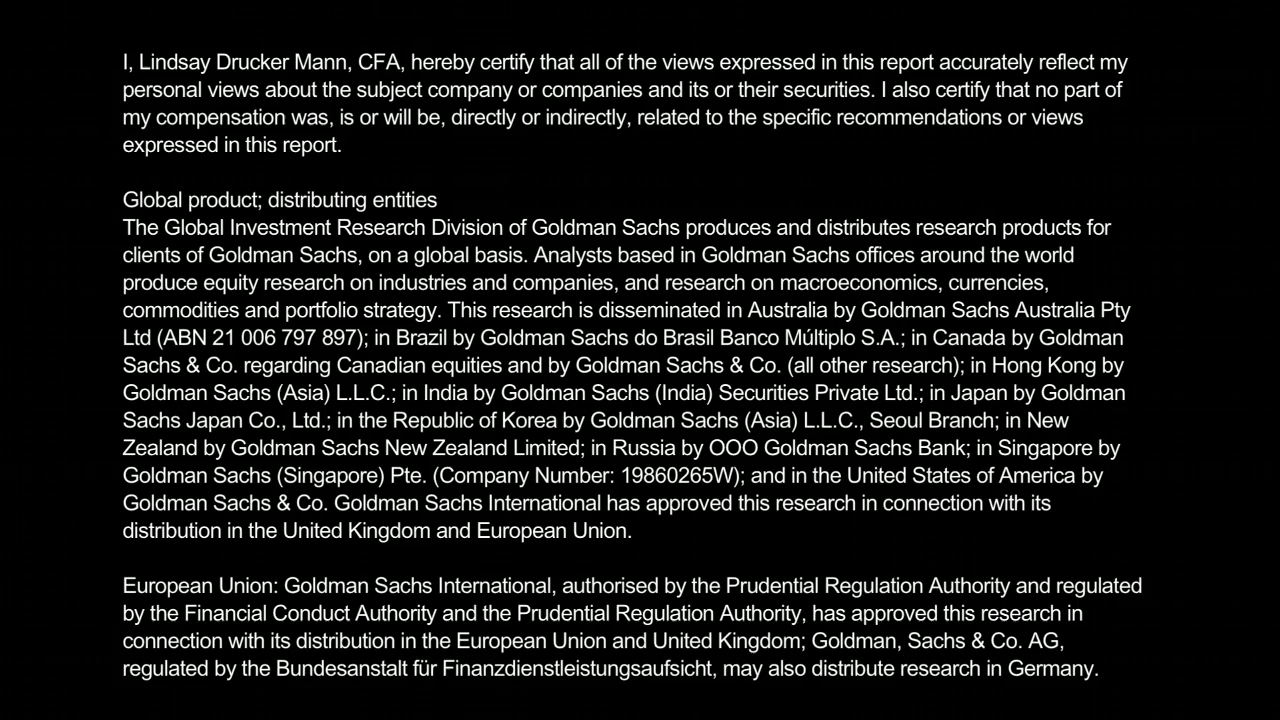 I, Lindsay Drucker Mann, CFA, hereby certify that all of the views expressed in this report accurately reflect my
personal views about the subject company or companies and its or their securities. I also certify that no part of
my compensation was, is or will be, directly or indirectly, related to the specific recommendations or views
expressed in this report.
Global product; distributing entities
The Global Investment Research Division of Goldman Sachs produces and distributes research products for
clients of Goldman Sachs, on a global basis. Analysts based in Goldman Sachs offices around the world
produce equity research on industries and companies, and research on macroeconomics, currencies,
commodities and portfolio strategy. This research is disseminated in Australia by Goldman Sachs Australia Pty
Ltd (ABN 21 006 797 897); in Brazil by Goldman Sachs do Brasil Banco Múltiplo S.A.; in Canada by Goldman
Sachs & Co. regarding Canadian equities and by Goldman Sachs & Co. (all other research); in Hong Kong by
Goldman Sachs (Asia) L.L.C.; in India by Goldman Sachs (India) Securities Private Ltd.; in Japan by Goldman
Sachs Japan Co., Ltd.; in the Republic of Korea by Goldman Sachs (Asia) L.L.C., Seoul Branch; in New
Zealand by Goldman Sachs New Zealand Limited; in Russia by OOO Goldman Sachs Bank; in Singapore by
Goldman Sachs (Singapore) Pte. (Company Number: 19860265W); and in the United States of America by
Goldman Sachs & Co. Goldman Sachs International has approved this research in connection with its
distribution in the United Kingdom and European Union.
European Union: Goldman Sachs International, authorised by the Prudential Regulation Authority and regulated
by the Financial Conduct Authority and the Prudential Regulation Authority, has approved this research in
connection with its distribution in the European Union and United Kingdom; Goldman, Sachs & Co. AG,
regulated by the Bundesanstalt für Finanzdienstleistungsaufsicht, may also distribute research in Germany.